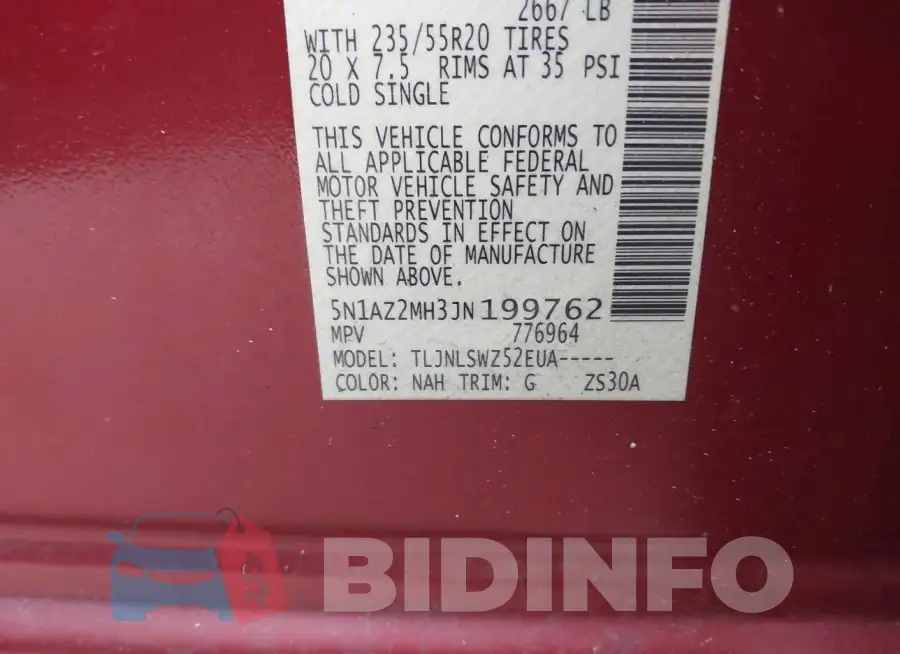 2667 LB
WITH 235/55R20 TIRES
20 X 7.5 RIMS AT 35 PSI
COLD SINGLE
THIS VEHICLE CONFORMS TO
ALL APPLICABLE FEDERAL
MOTOR VEHICLE SAFETY AND
THEFT PREVENTION
STANDARDS IN EFFECT ON
THE DATE OF MANUFACTURE
SHOWN ABOVE.
5N1AZ2MH3JN199762
MPV 776964
MODEL: TLJNLSWZ52EUA-----
COLOR: NAH TRIM: G ZS30A
BIDINFO